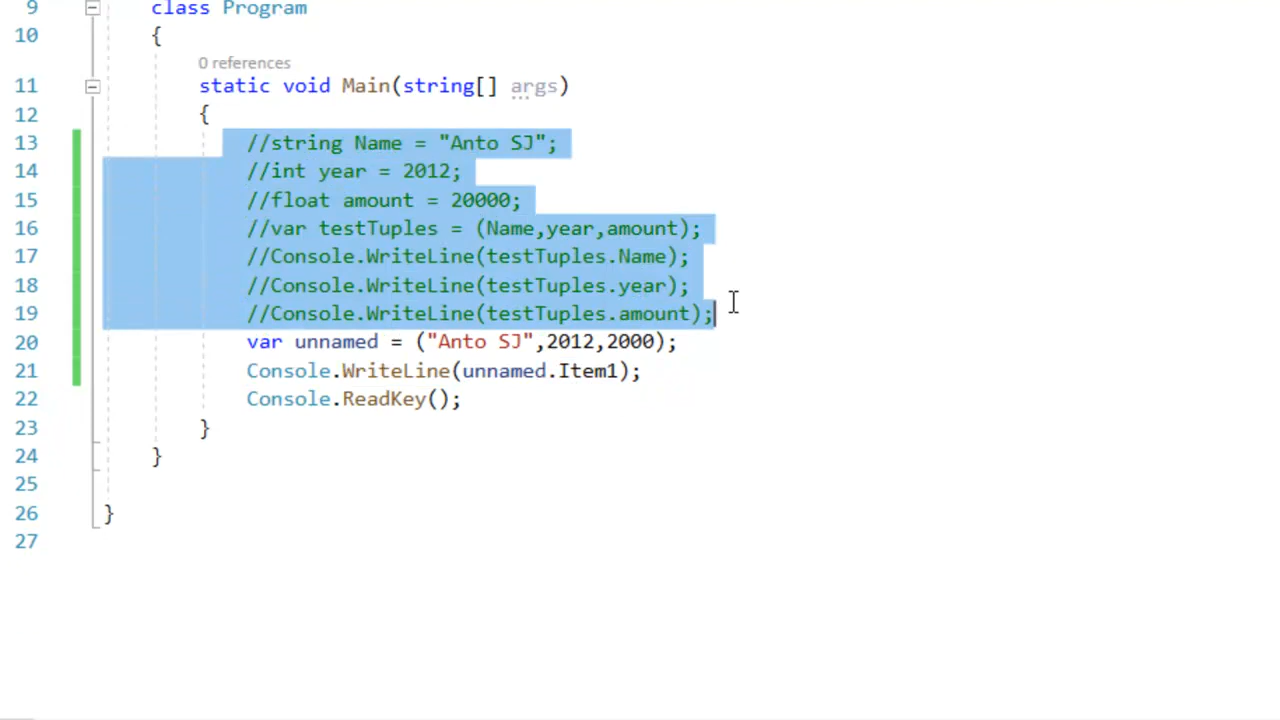 9 class Program
10 {
0 references
11 static void Main(string[] args)
12 {
13 //string Name = "Anto SJ";
14 //int year = 2012;
15 //float amount = 20000;
16 //var testTuples = (Name,year,amount);
17 //Console.WriteLine(testTuples.Name);
18 //Console.WriteLine(testTuples.year);
19 //Console.WriteLine(testTuples.amount);
20 var unnamed = ("Anto SJ",2012,2000);
21 Console.WriteLine(unnamed.Item1);
22 Console.ReadKey();
23 }
24 }
25
26 }
27